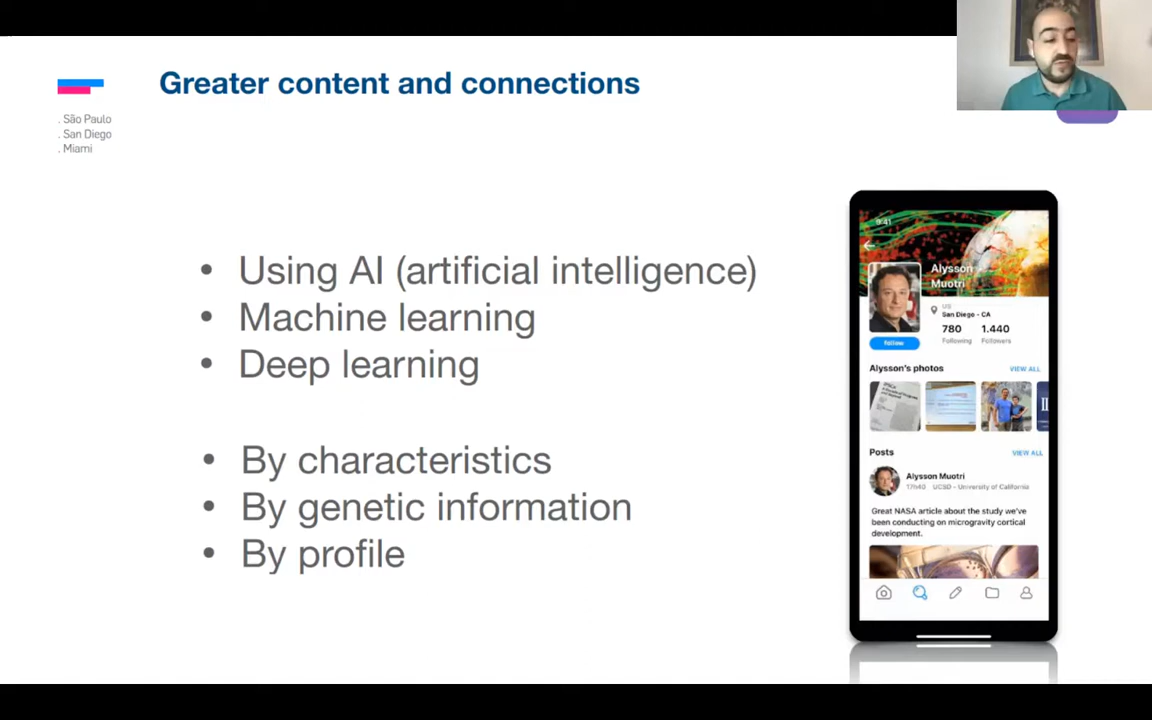 Greater content and connections
. São Paulo
. San Diego
. Miami
• Using AI (artificial intelligence)
• Machine learning
• Deep learning
• By characteristics
• By genetic information
• By profile
9:41
Alysson
Muotri
US
San Diego - CA
780
1.440
Following
Followers
follow
Alysson's photos
VIEW ALL
Posts
VIEW ALL
Alysson Muotri
17h40 UCSD - University of California
Great NASA article about the study we've
been conducting on microgravity cortical
development.